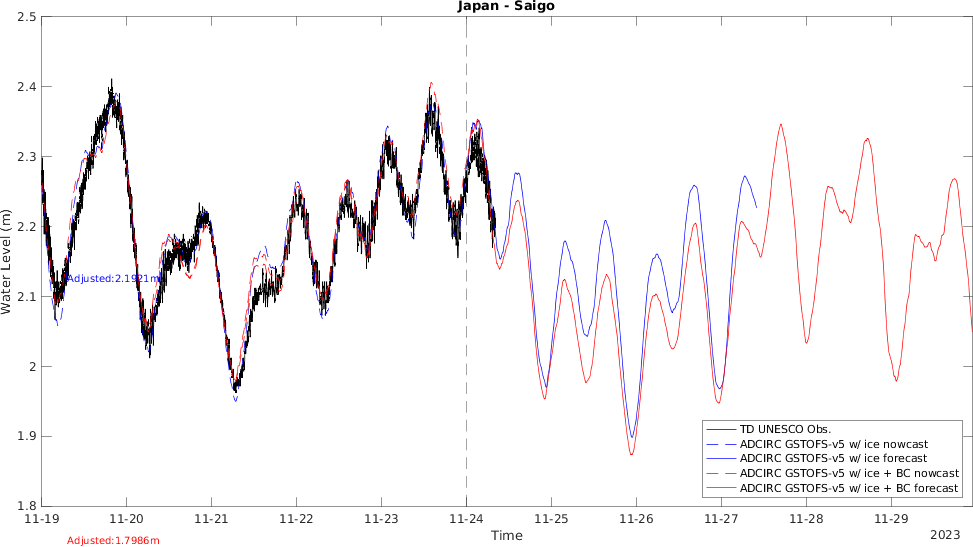 Japan - Saigo
Water Level (m)
2.5
2.4
2.3
2.2
2.1
2
1.9
1.8
Adjusted:2.1921m
TD UNESCO Obs.
ADCIRC GSTOFS-v5 w/ ice nowcast
ADCIRC GSTOFS-v5 w/ ice forecast
ADCIRC GSTOFS-v5 w/ ice + BC nowcast
ADCIRC GSTOFS-v5 w/ ice + BC forecast
11-19 11-20 11-21 11-22 11-23 11-24 11-25 11-26 11-27 11-28 11-29
Time
2023
Adjusted:1.7986m